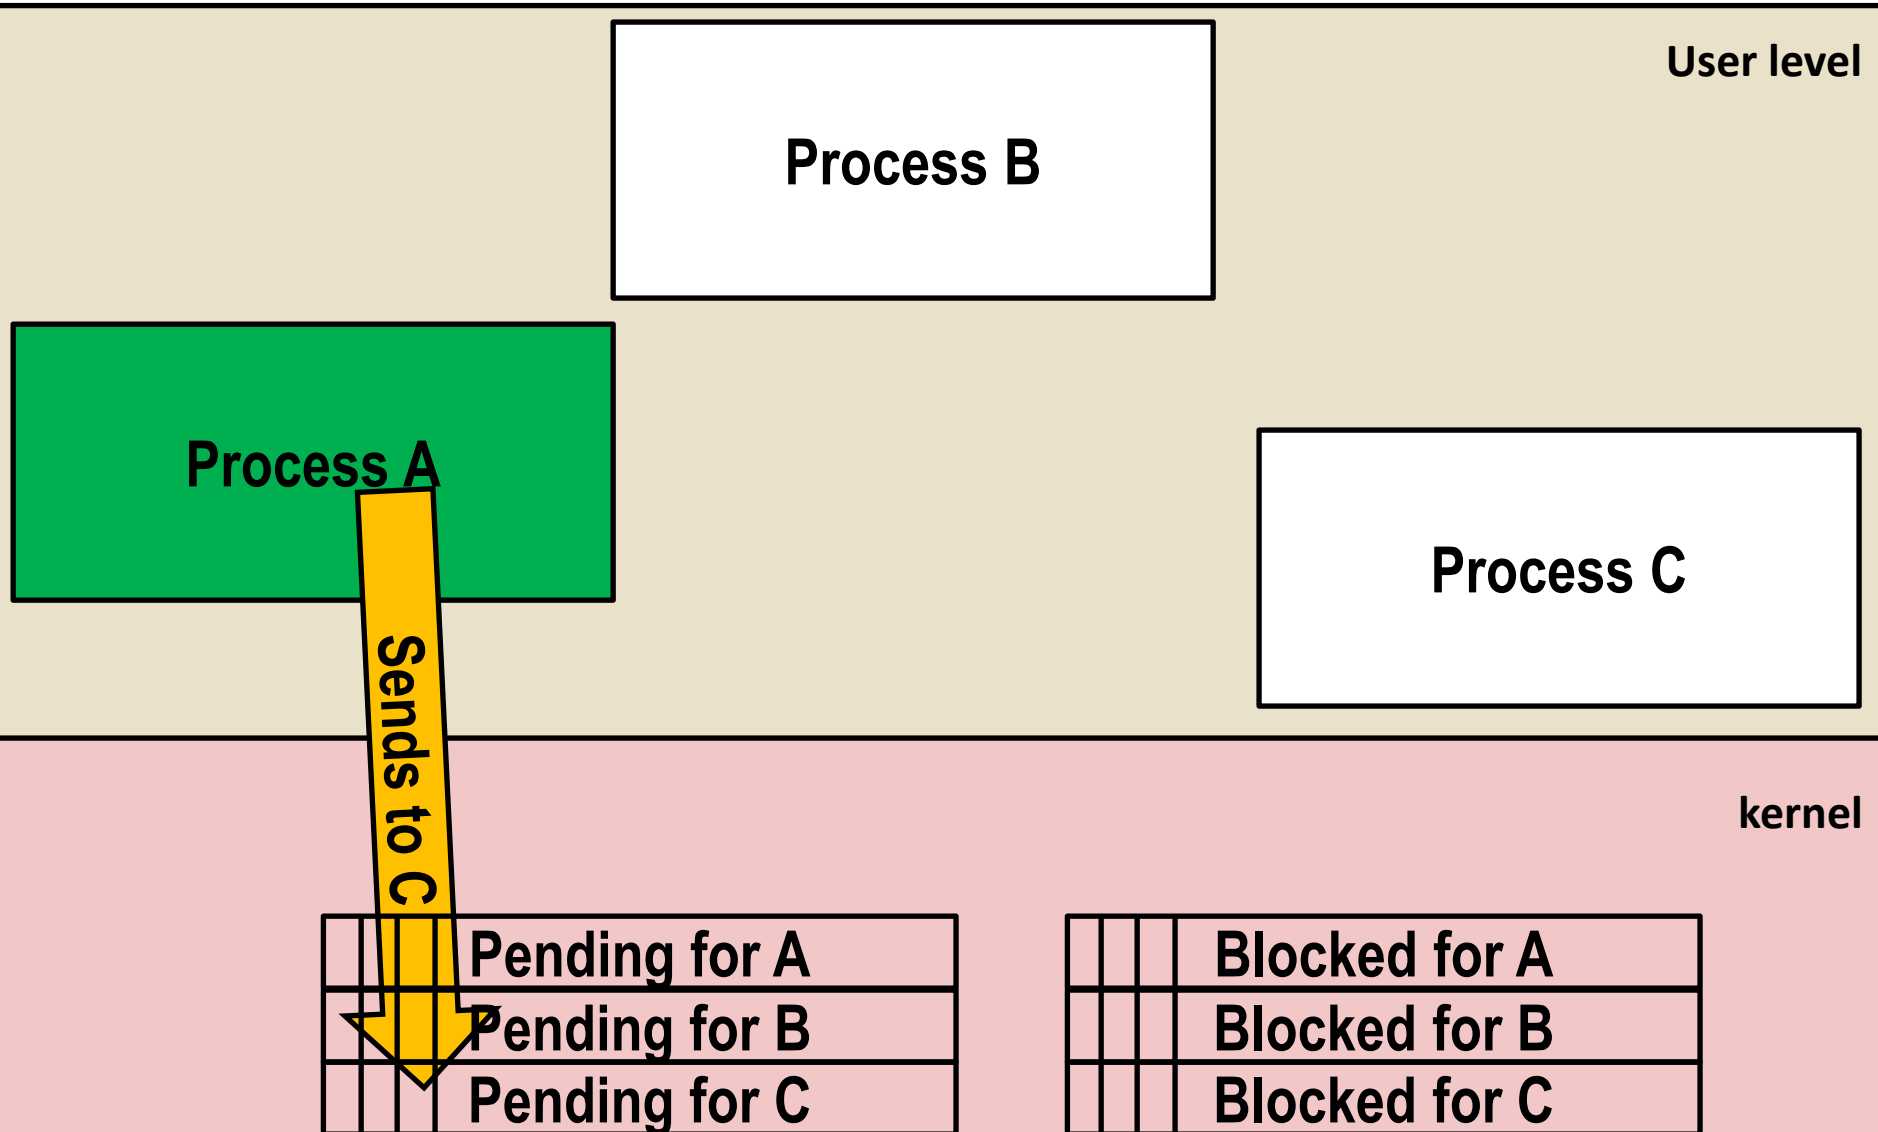 User level
Process B
Process A
Process C
Sends to C
kernel
Pending for A
Blocked for A
Pending for B
Blocked for B
Pending for C
Blocked for C